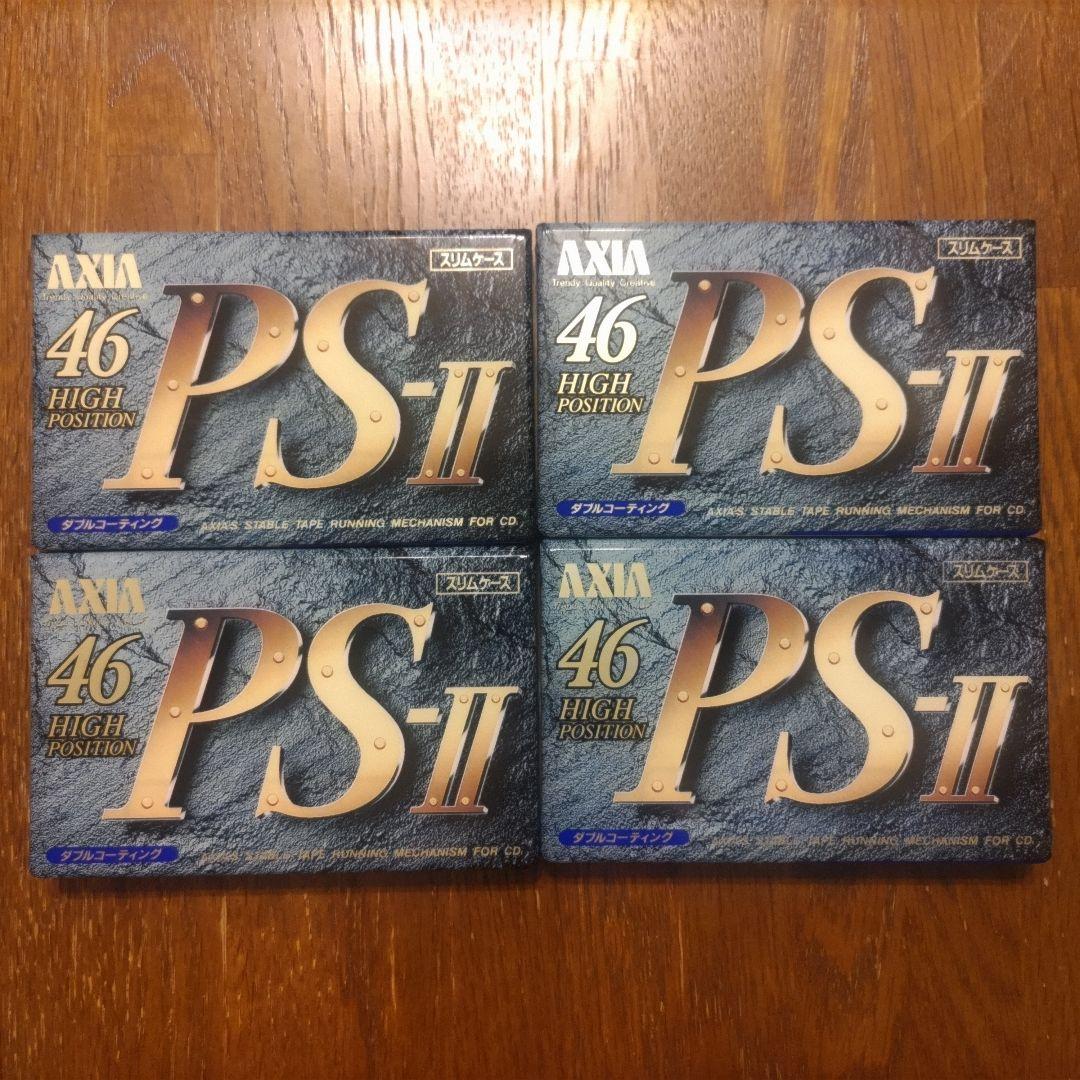 AXIA
Trendy Quality Creative
スリムケース
46
HIGH
POSITION
PS-II
ダブルコーティング
AXIA'S STABLE TAPE RUNNING MECHANISM FOR CD.
AXIA
Trendy Quality Creative
スリムケース
46
HIGH
POSITION
PS-II
ダブルコーティング
AXIA'S STABLE TAPE RUNNING MECHANISM FOR CD.
AXIA
スリムケース
46
HIGH
POSITION
PS-II
ダブルコーティング
AXIA'S STABLE TAPE RUNNING MECHANISM FOR CD.
AXIA
スリムケース
46
HIGH
POSITION
PS-II
ダブルコーティング
AXIA'S STABLE TAPE RUNNING MECHANISM FOR CD.